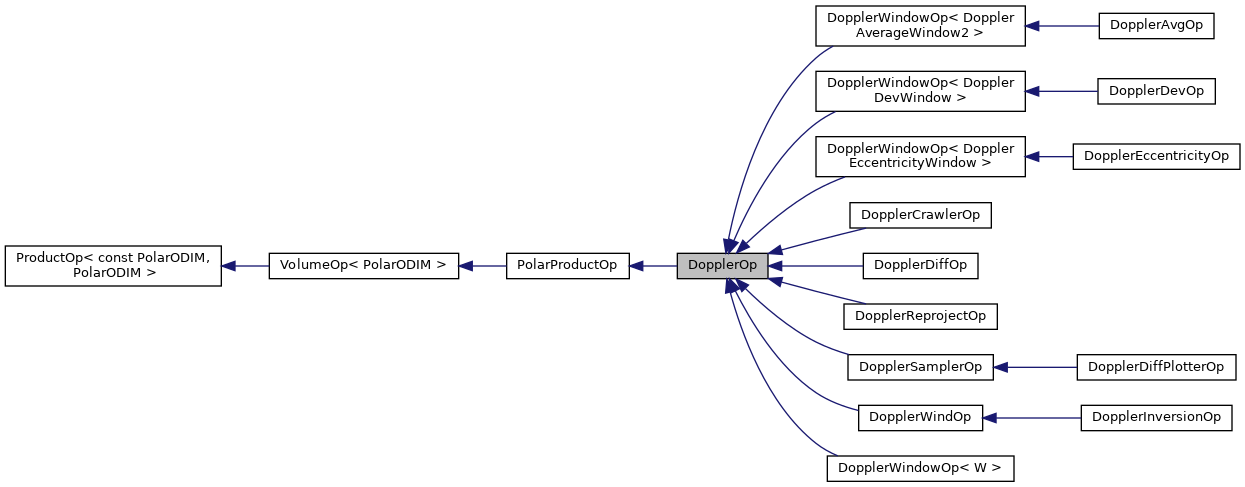 DopplerWindowOp< Doppler
AverageWindow2 >
DopplerAvgOp
DopplerWindowOp< Doppler
DevWindow >
DopplerDevOp
DopplerWindowOp< Doppler
EccentricityWindow >
DopplerEccentricityOp
DopplerCrawlerOp
ProductOp< const PolarODIM,
PolarODIM >
VolumeOp< PolarODIM >
PolarProductOp
DopplerOp
DopplerDiffOp
DopplerReprojectOp
DopplerSamplerOp
DopplerDiffPlotterOp
DopplerWindOp
DopplerInversionOp
DopplerWindowOp< W >